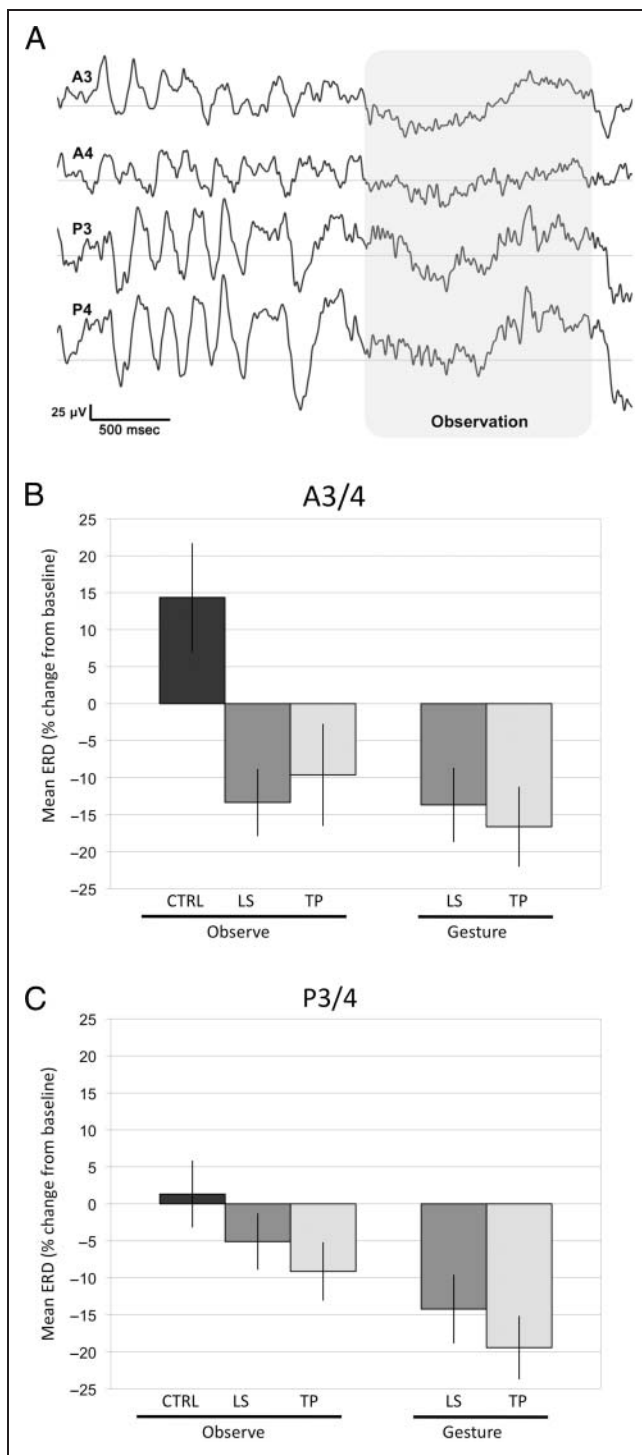 A
A3
A4
P3
P4
25 µV
500 msec
Observation
B
A3/4
Mean ERD (% change from baseline)
25
20
15
10
5
0
–5
–10
–15
–20
–25
CTRL LS TP LS TP
Observe Gesture
C
P3/4
Mean ERD (% change from baseline)
25
20
15
10
5
0
–5
–10
–15
–20
–25
CTRL LS TP LS TP
Observe Gesture